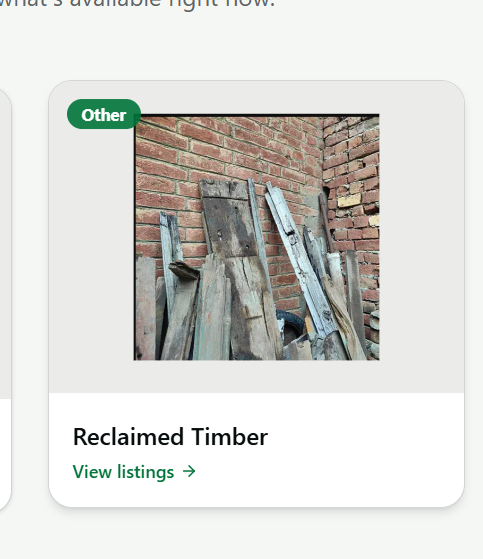 what's available right now.
Other
Reclaimed Timber
View listings →